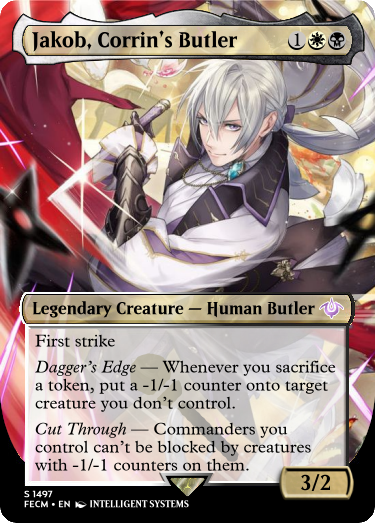 Jakob, Corrin's Butler 1
Legendary Creature — Human Butler
First strike
Dagger's Edge — Whenever you sacrifice
a token, put a -1/-1 counter onto target
creature you don't control.
Cut Through — Commanders you
control can't be blocked by creatures
with -1/-1 counters on them.
3/2
S 1497
FECM • EN INTELLIGENT SYSTEMS